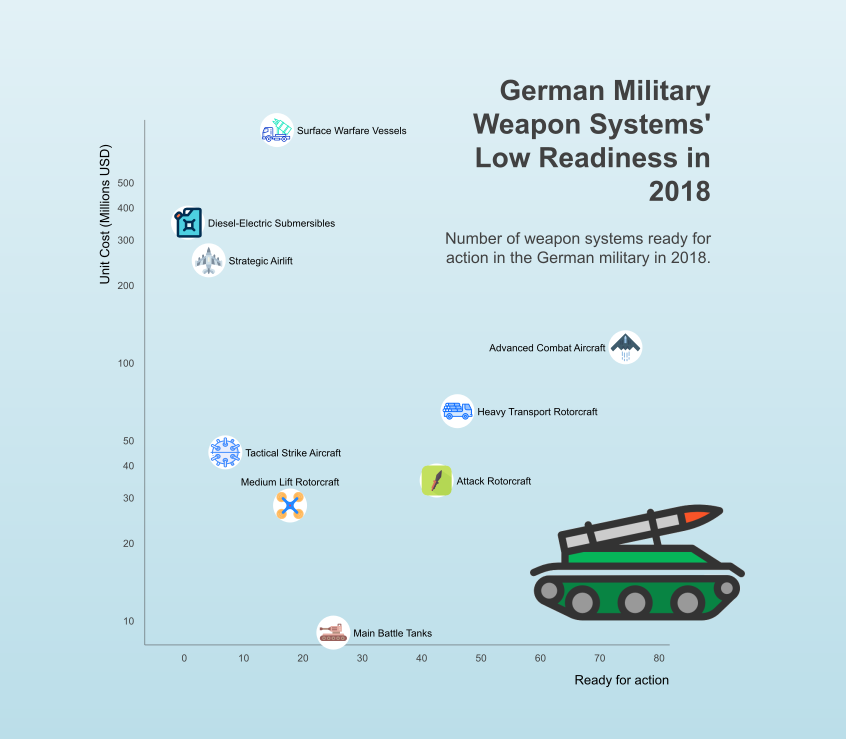 German Military
Weapon Systems'
Low Readiness in
2018
Number of weapon systems ready for
action in the German military in 2018.
Unit Cost (Millions USD)
500
400
300
200
100
50
40
30
20
10
Surface Warfare Vessels
Diesel-Electric Submersibles
Strategic Airlift
Advanced Combat Aircraft
Heavy Transport Rotorcraft
Tactical Strike Aircraft
Medium Lift Rotorcraft
Attack Rotorcraft
Main Battle Tanks
0 10 20 30 40 50 60 70 80
Ready for action